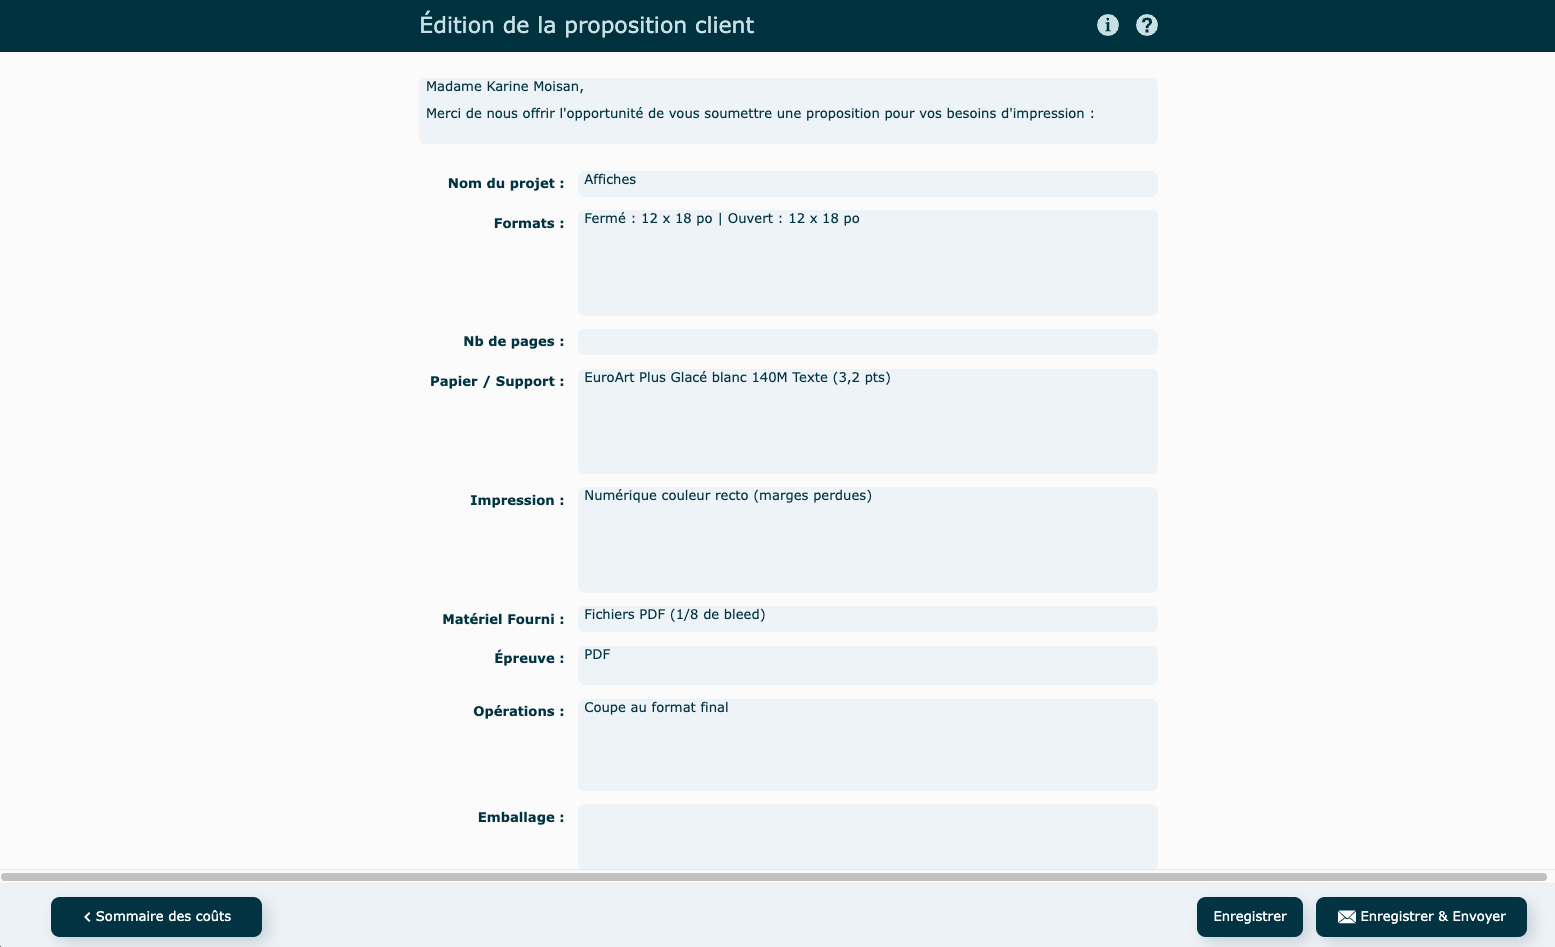 Édition de la proposition client
Madame Karine Moisan,
Merci de nous offrir l'opportunité de vous soumettre une proposition pour vos besoins d'impression :
Nom du projet : Affiches
Formats : Fermé : 12 x 18 po | Ouvert : 12 x 18 po
Nb de pages :
Papier / Support : EuroArt Plus Glacé blanc 140M Texte (3,2 pts)
Impression : Numérique couleur recto (marges perdues)
Matériel Fourni : Fichiers PDF (1/8 de bleed)
Épreuve : PDF
Opérations : Coupe au format final
Emballage :
Sommaire des coûts
Enregistrer
Enregistrer & Envoyer